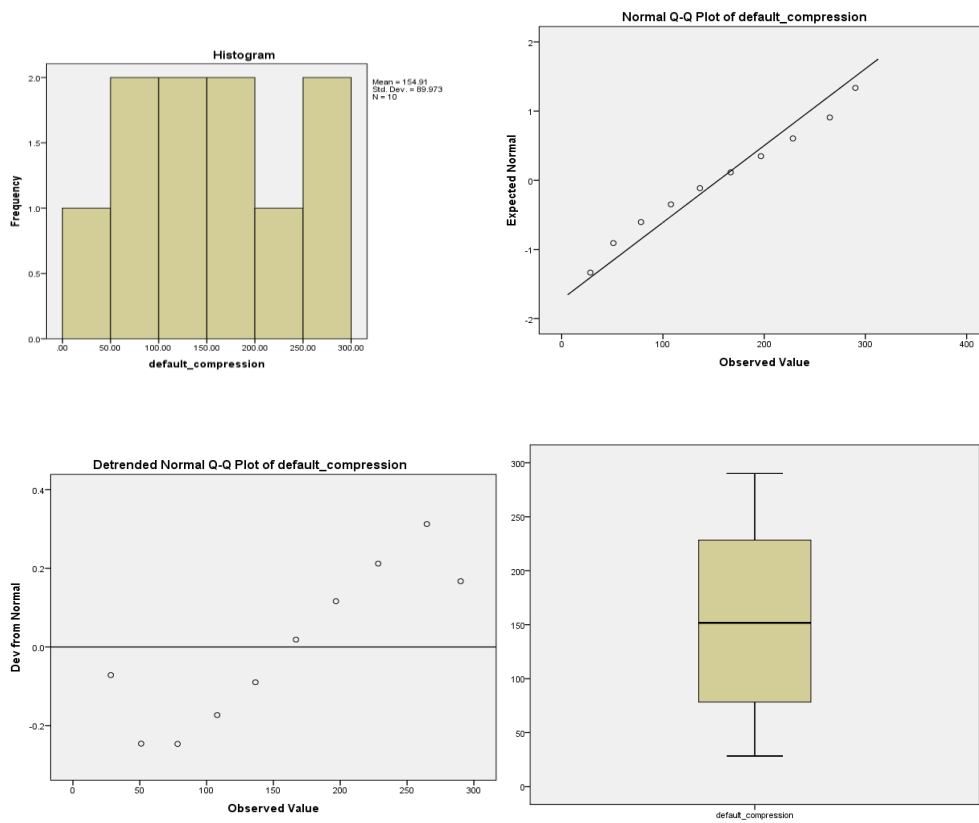 Histogram
Mean = 154.91
Std. Dev. = 89.973
N = 10
Frequency
2.0
1.5
1.0
0.5
0.0
.00 50.00 100.00 150.00 200.00 250.00 300.00
default_compression
Normal Q-Q Plot of default_compression
Expected Normal
2
1
0
-1
-2
0 100 200 300 400
Observed Value
Detrended Normal Q-Q Plot of default_compression
Dev from Normal
0.4
0.2
0.0
-0.2
0 50 100 150 200 250 300
Observed Value
300
250
200
150
100
50
0
default_compression